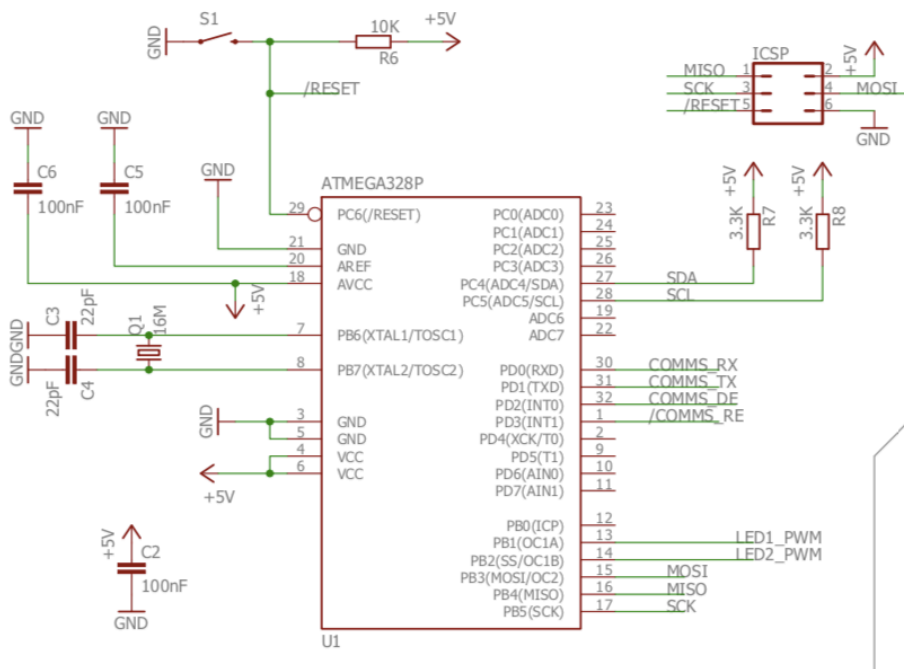 S1
GND
10K
R6
+5V
/RESET
ICSP
MISO 1 2 +5V
SCK 3 4 MOSI
/RESET 5 6
GND
GND
C6
100nF
GND
C5
100nF
GND
ATMEGA328P
29 PC6(/RESET)
21 GND
20 AREF
18 AVCC
+5V
7 PB6(XTAL1/TOSC1)
8 PB7(XTAL2/TOSC2)
3 GND
5 GND
4 VCC
6 VCC
GND
C3
22pF
Q1
16M
GND
22pF
C4
GND
+5V
+5V
C2
100nF
GND
PC0(ADC0) 23
PC1(ADC1) 24
PC2(ADC2) 25
PC3(ADC3) 26
PC4(ADC4/SDA) 27 SDA
PC5(ADC5/SCL) 28 SCL
ADC6 19
ADC7 22
PD0(RXD) 30 COMMS_RX
PD1(TXD) 31 COMMS_TX
PD2(INT0) 32 COMMS_DE
PD3(INT1) 1 /COMMS_RE
PD4(XCK/T0) 2
PD5(T1) 9
PD6(AIN0) 10
PD7(AIN1) 11
PB0(ICP) 12
PB1(OC1A) 13 LED1_PWM
PB2(SS/OC1B) 14 LED2_PWM
PB3(MOSI/OC2) 15 MOSI
PB4(MISO) 16 MISO
PB5(SCK) 17 SCK
U1
+5V
3.3K
R7
+5V
3.3K
R8